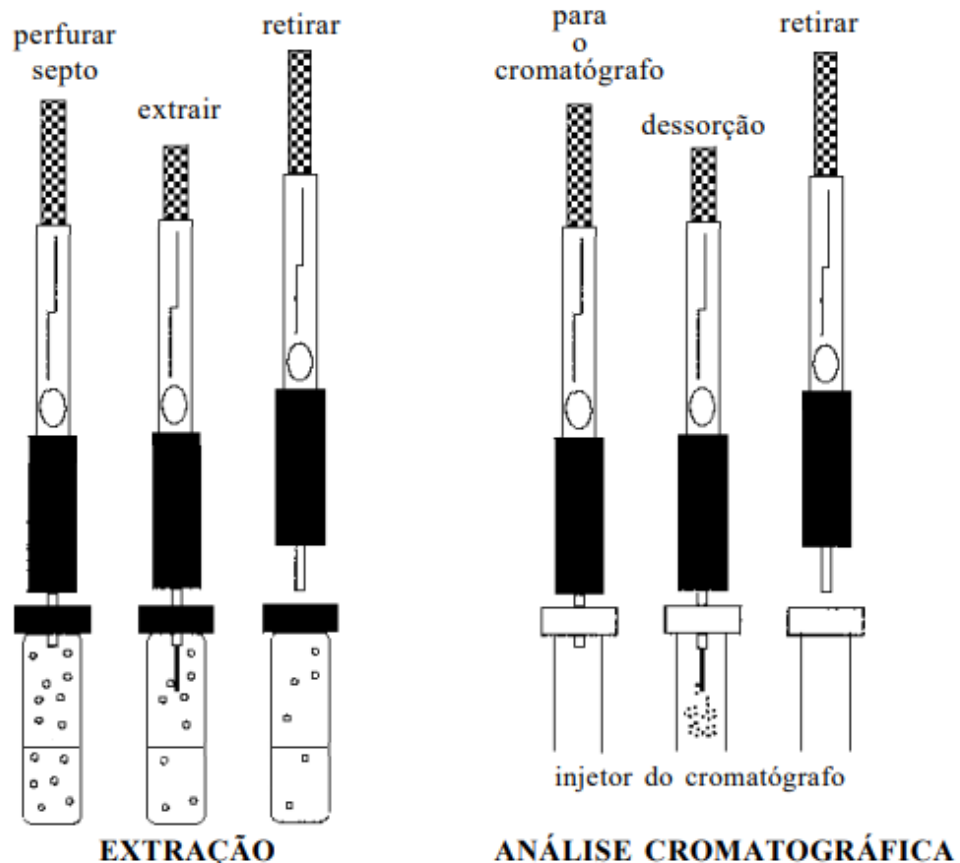 perfurar
septo
extrair
retirar
para
o
cromatógrafo
dessorção
retirar
injetor do cromatógrafo
EXTRAÇÃO
ANÁLISE CROMATOGRÁFICA